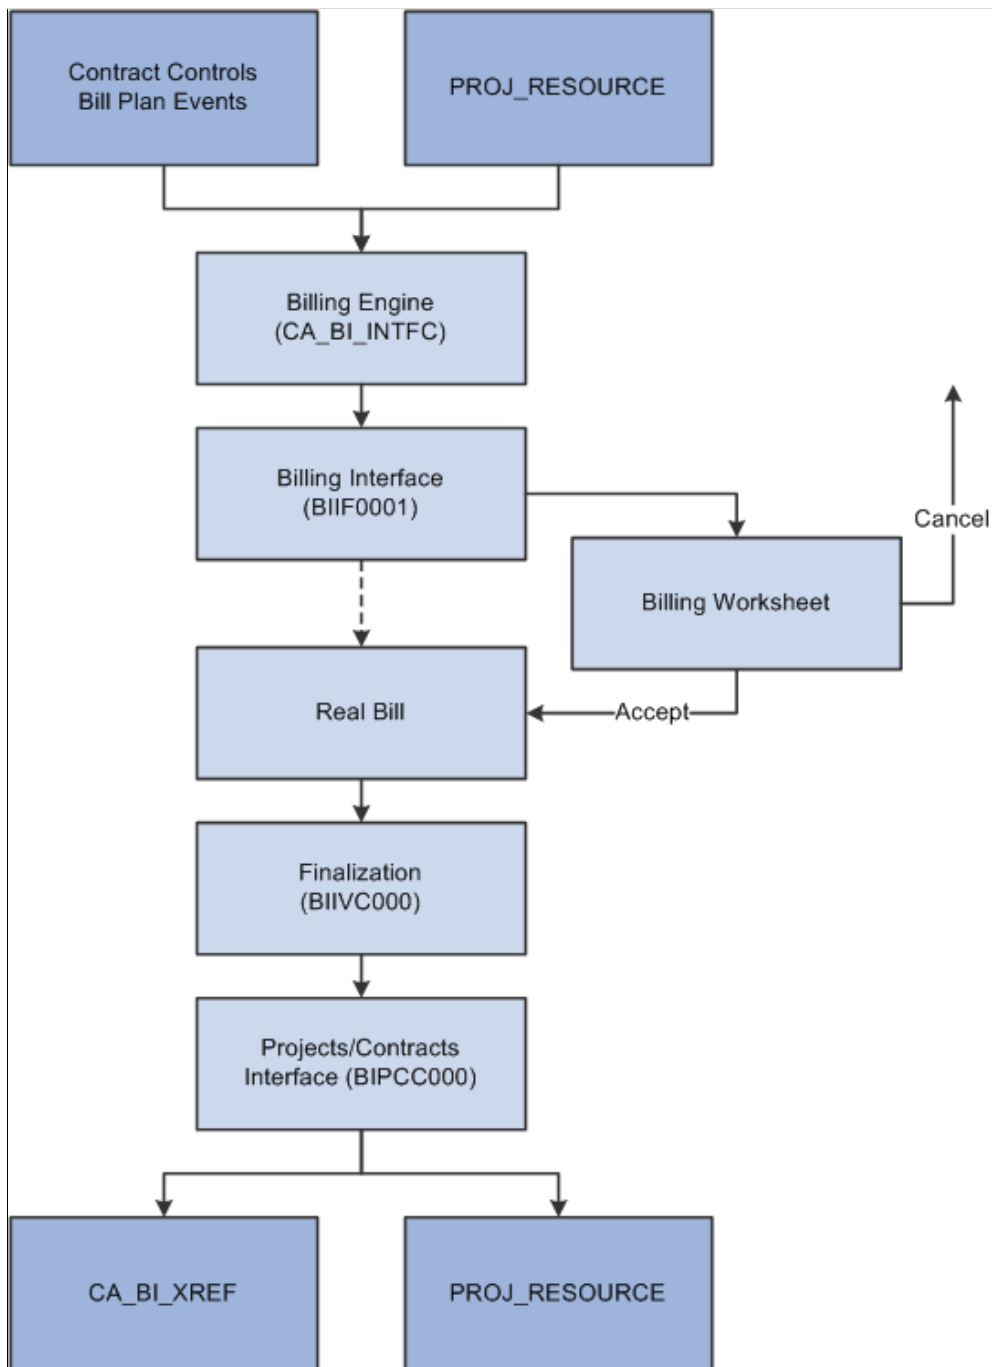 Contract Controls
Bill Plan Events
PROJ_RESOURCE
Billing Engine
(CA_BI_INTFC)
Billing Interface
(BIIF0001)
Cancel
Billing Worksheet
Real Bill
Accept
Finalization
(BIIVC000)
Projects/Contracts
Interface (BIPCC000)
CA_BI_XREF
PROJ_RESOURCE